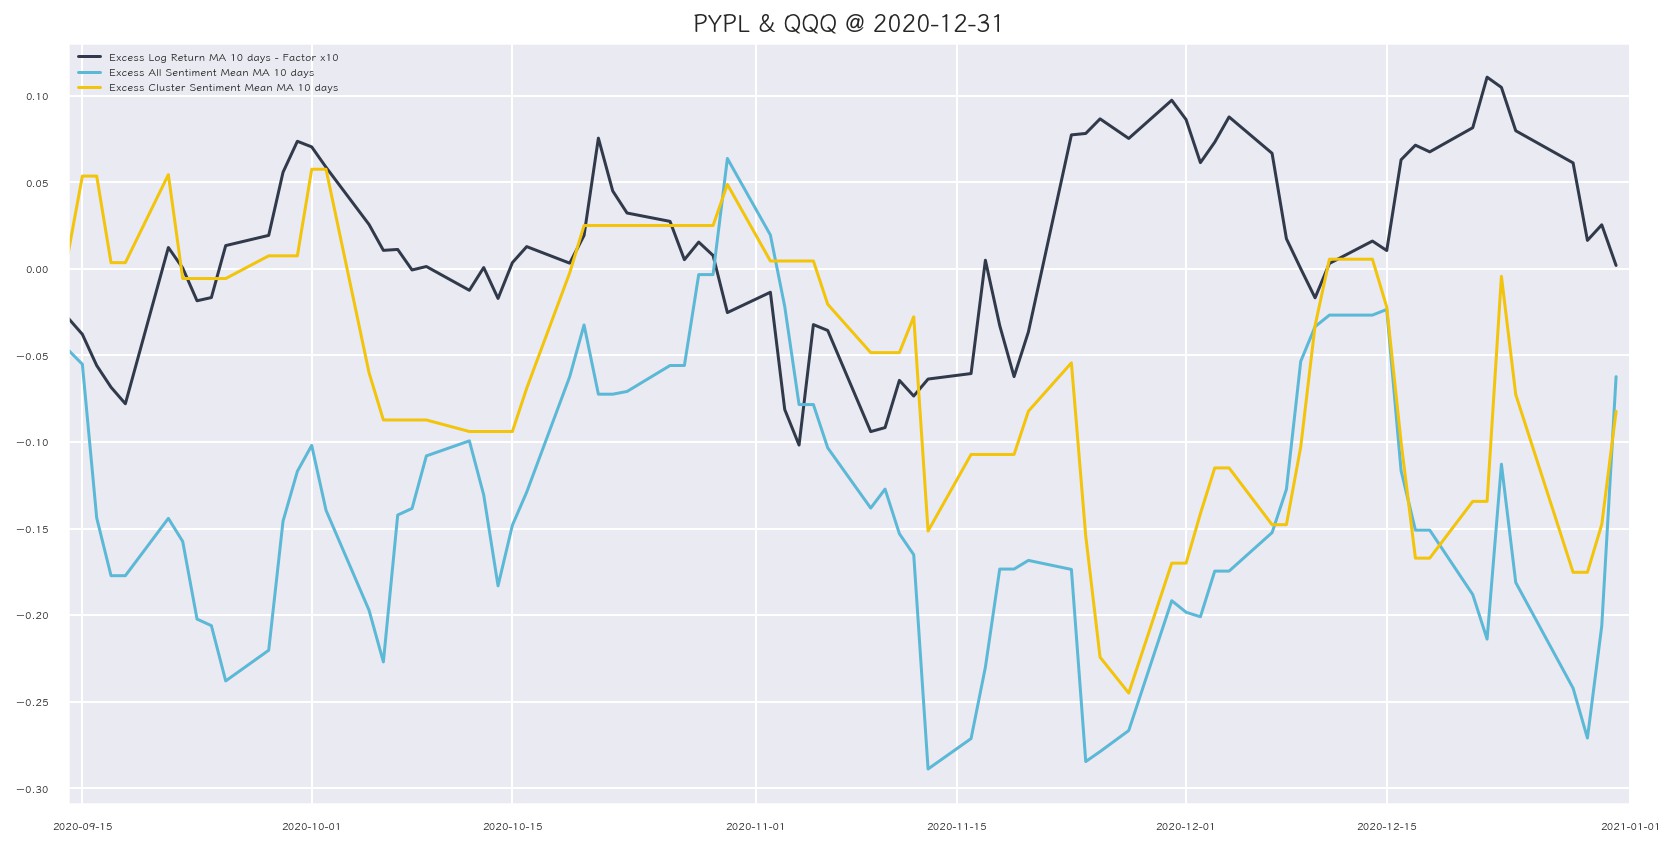 PYPL & QQQ @ 2020-12-31
Excess Log Return MA 10 days - Factor x10
Excess All Sentiment Mean MA 10 days
Excess Cluster Sentiment Mean MA 10 days
0.10
0.05
0.00
−0.05
−0.10
−0.15
−0.20
−0.25
−0.30
2020-09-15 2020-10-01 2020-10-15 2020-11-01 2020-11-15 2020-12-01 2020-12-15 2021-01-01